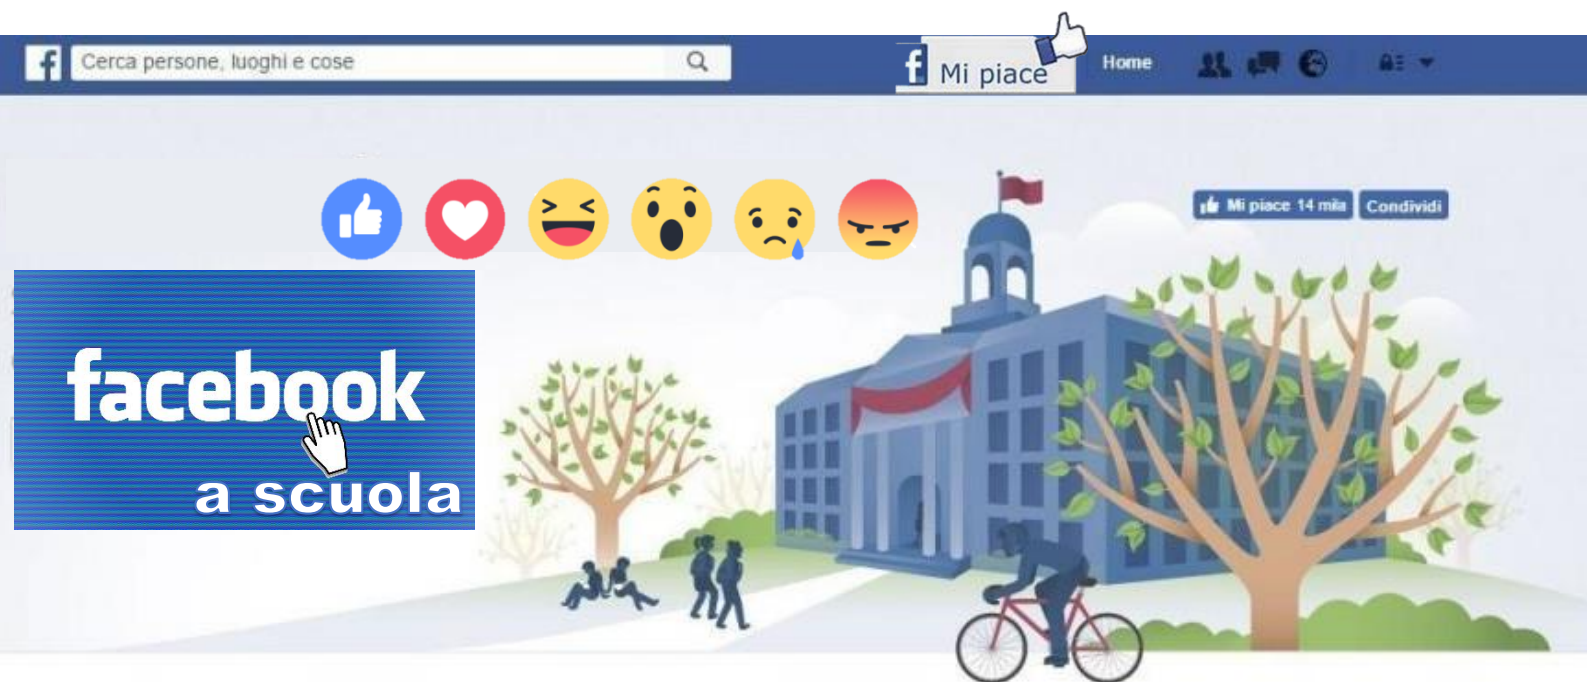 Cerca persone, luoghi e cose
f Mi piace
Home
Mi piace 14 mila
Condividi
facebook
a scuola